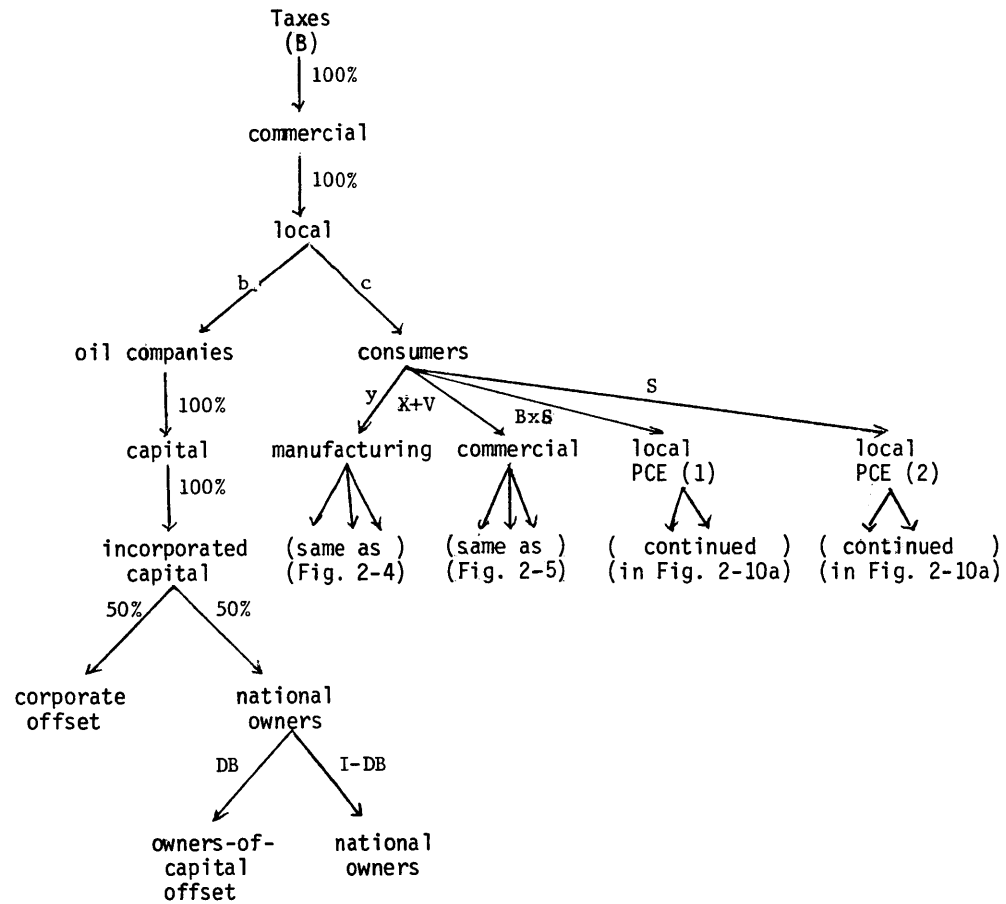 Taxes
(B)
100%
commercial
100%
local
b
c
oil companies
consumers
100%
y
X+V
BxS
S
capital
manufacturing
commercial
local
PCE (1)
local
PCE (2)
100%
incorporated
capital
(same as )
(Fig. 2-4)
(same as )
(Fig. 2-5)
( continued )
(in Fig. 2-10a)
( continued )
(in Fig. 2-10a)
50%
50%
corporate
offset
national
owners
DB
I-DB
owners-of-
capital
offset
national
owners